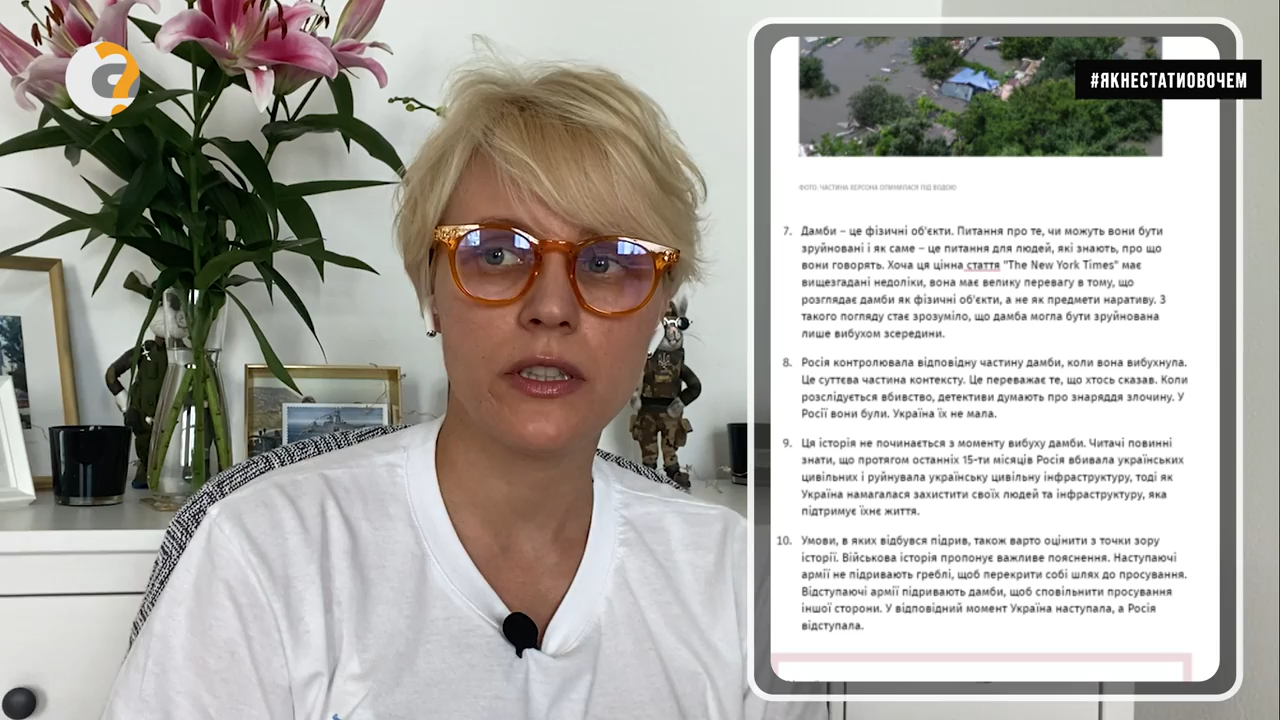 #ЯКНЕСТАТИОВОЧЕМ
ФОТО: ЧАСТИНА ХЕРСОНА ОПИНИЛАСЯ ПІД ВОДОЮ
7. Дамби – це фізичні об'єкти. Питання про те, чи можуть вони бути
зруйновані і як саме – це питання для людей, які знають, про що
вони говорять. Хоча ця цінна стаття "The New York Times" має
вищезгадані недоліки, вона має велику перевагу в тому, що
розглядає дамби як фізичні об'єкти, а не як предмети наративу. З
такого погляду стає зрозуміло, що дамба могла бути зруйнована
лише вибухом зсередини.
8. Росія контролювала відповідну частину дамби, коли вона вибухнула.
Це суттєва частина контексту. Це переважає те, що хтось сказав. Коли
розслідується вбивство, детективи думають про знаряддя злочину. У
Росії вони були. Україна їх не мала.
9. Ця історія не починається з моменту вибуху дамби. Читачі повинні
знати, що протягом останніх 15-ти місяців Росія вбивала українських
цивільних і руйнувала українську цивільну інфраструктуру, тоді як
Україна намагалася захистити своїх людей та інфраструктуру, яка
підтримує їхнє життя.
10. Умови, в яких відбувся підрив, також варто оцінити з точки зору
історії. Військова історія пропонує важливе пояснення. Наступаючі
армії не підривають греблі, щоб перекрити собі шлях до просування.
Відступаючі армії підривають дамби, щоб сповільнити просування
іншої сторони. У відповідний момент Україна наступала, а Росія
відступала.